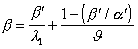 β = β′/λ₁ + (1 − (β′ / α′))/ϑ